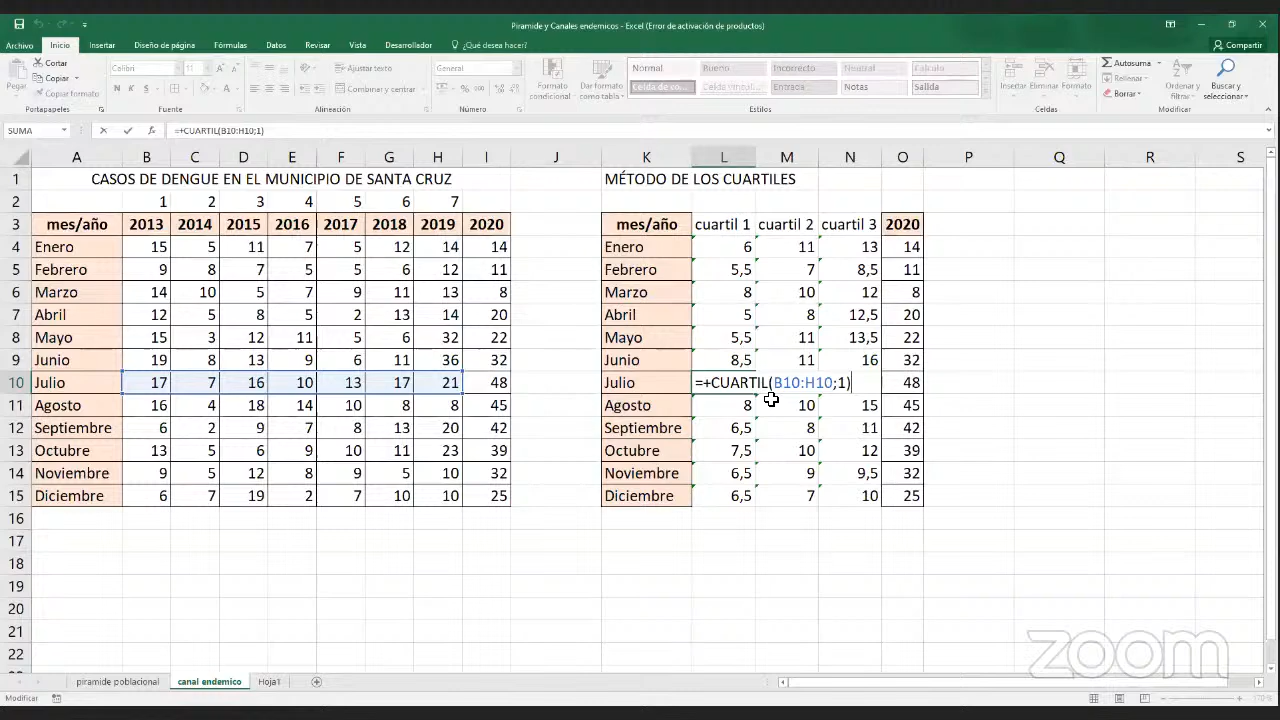 Piramide y Canales endemicos - Excel (Error de activación de productos)
Archivo Inicio Insertar Diseño de página Fórmulas Datos Revisar Vista Desarrollador ¿Qué desea hacer? Compartir
Cortar
Copiar
Copiar formato
Pegar
Portapapeles
Calibri 11
N K S
Fuente
Ajustar texto
Combinar y centrar
Alineación
General
Número
Formato condicional
Dar formato como tabla
Normal Bueno Incorrecto Neutral Cálculo
Celda de co... Celda vincul... Entrada Notas Salida
Estilos
Insertar Eliminar Formato
Celdas
Autosuma
Rellenar
Borrar
Ordenar y filtrar
Buscar y seleccionar
Modificar
SUMA =+CUARTIL(B10:H10;1)
A B C D E F G H I J K L M N O P Q R S
1 CASOS DE DENGUE EN EL MUNICIPIO DE SANTA CRUZ MÉTODO DE LOS CUARTILES
2 1 2 3 4 5 6 7
3 mes/año 2013 2014 2015 2016 2017 2018 2019 2020 mes/año cuartil 1 cuartil 2 cuartil 3 2020
4 Enero 15 5 11 7 5 12 14 14 Enero 6 11 13 14
5 Febrero 9 8 7 5 5 6 12 11 Febrero 5,5 7 8,5 11
6 Marzo 14 10 5 7 9 11 13 8 Marzo 8 10 12 8
7 Abril 12 5 8 5 2 13 14 20 Abril 5 8 12,5 20
8 Mayo 15 3 12 11 5 6 32 22 Mayo 5,5 11 13,5 22
9 Junio 19 8 13 9 6 11 36 32 Junio 8,5 11 16 32
10 Julio 17 7 16 10 13 17 21 48 Julio =+CUARTIL(B10:H10;1) 48
11 Agosto 16 4 18 14 10 8 8 45 Agosto 8 10 15 45
12 Septiembre 6 2 9 7 8 13 20 42 Septiembre 6,5 8 11 42
13 Octubre 13 5 6 9 10 11 23 39 Octubre 7,5 10 12 39
14 Noviembre 9 5 12 8 9 5 10 32 Noviembre 6,5 9 9,5 32
15 Diciembre 6 7 19 2 7 10 10 25 Diciembre 6,5 7 10 25
16
17
18
19
20
21
22
zoom
piramide poblacional canal endemico Hoja1
Modificar 170 %